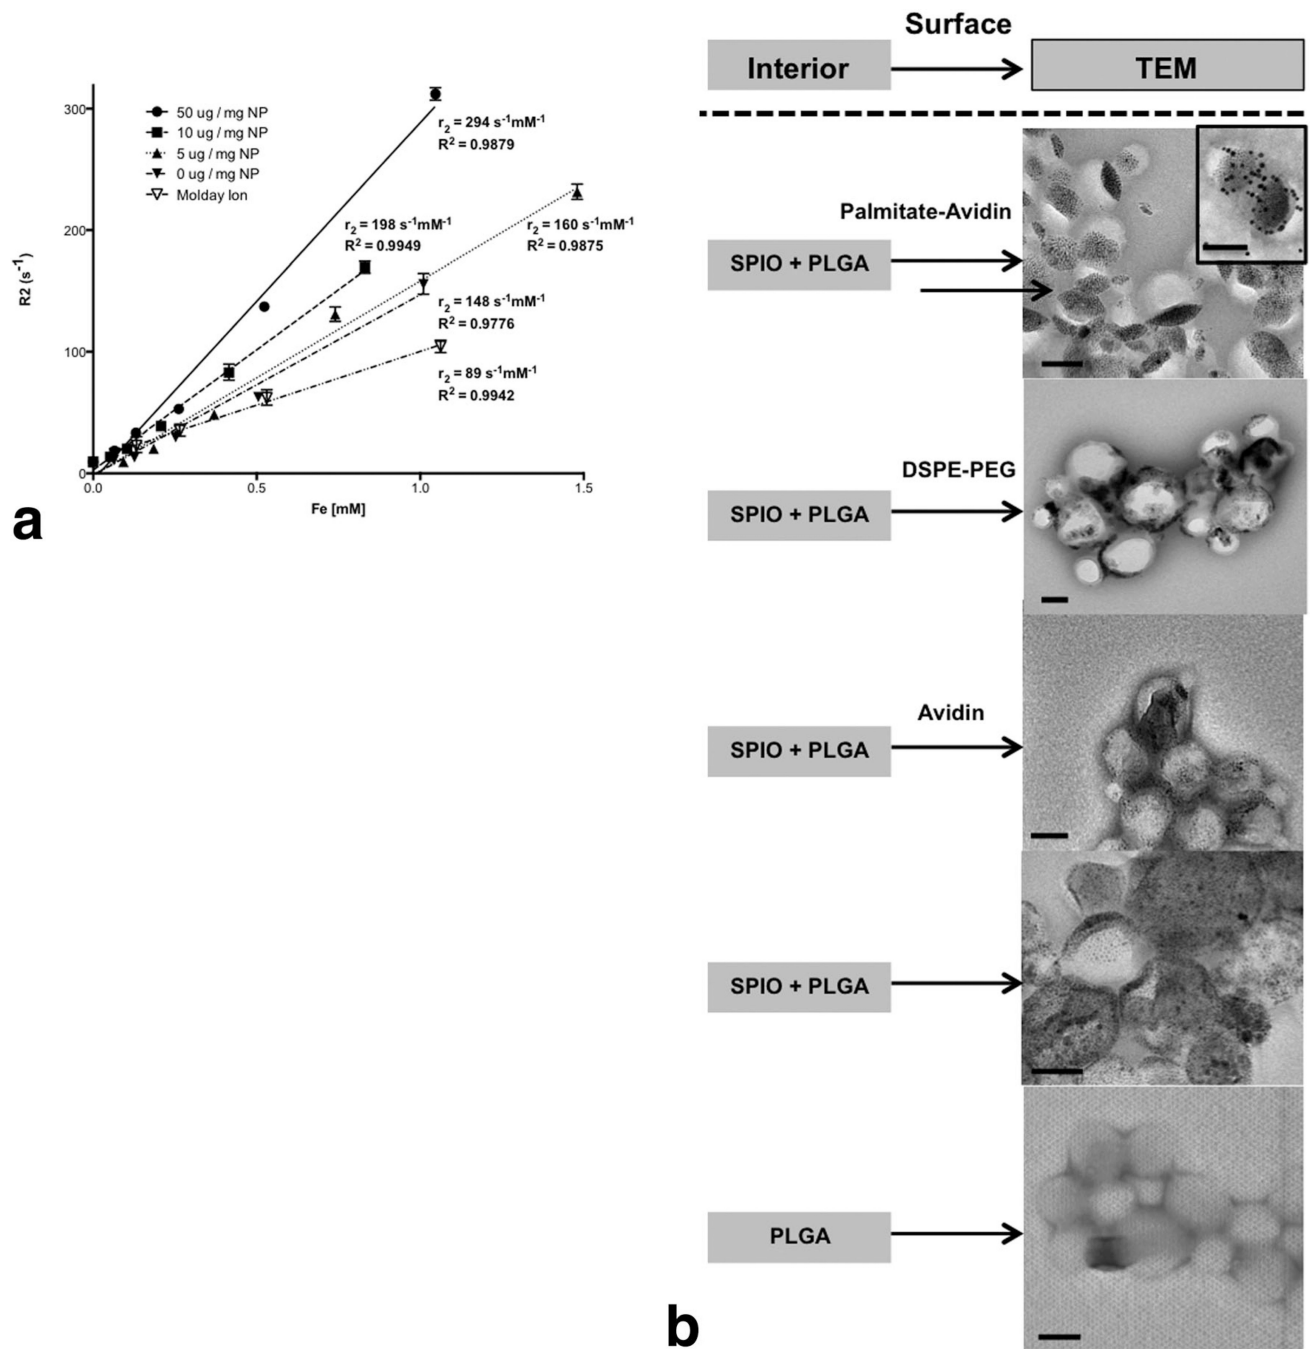 50 ug / mg NP
10 ug / mg NP
5 ug / mg NP
0 ug / mg NP
Molday Ion
r₂ = 294 s⁻¹mM⁻¹
R² = 0.9879
r₂ = 198 s⁻¹mM⁻¹
R² = 0.9949
r₂ = 160 s⁻¹mM⁻¹
R² = 0.9875
r₂ = 148 s⁻¹mM⁻¹
R² = 0.9776
r₂ = 89 s⁻¹mM⁻¹
R² = 0.9942
R2 (s⁻¹)
300
200
100
0
0.0
0.5
1.0
1.5
Fe [mM]
a
Surface
Interior
TEM
Palmitate-Avidin
SPIO + PLGA
DSPE-PEG
SPIO + PLGA
Avidin
SPIO + PLGA
SPIO + PLGA
PLGA
b